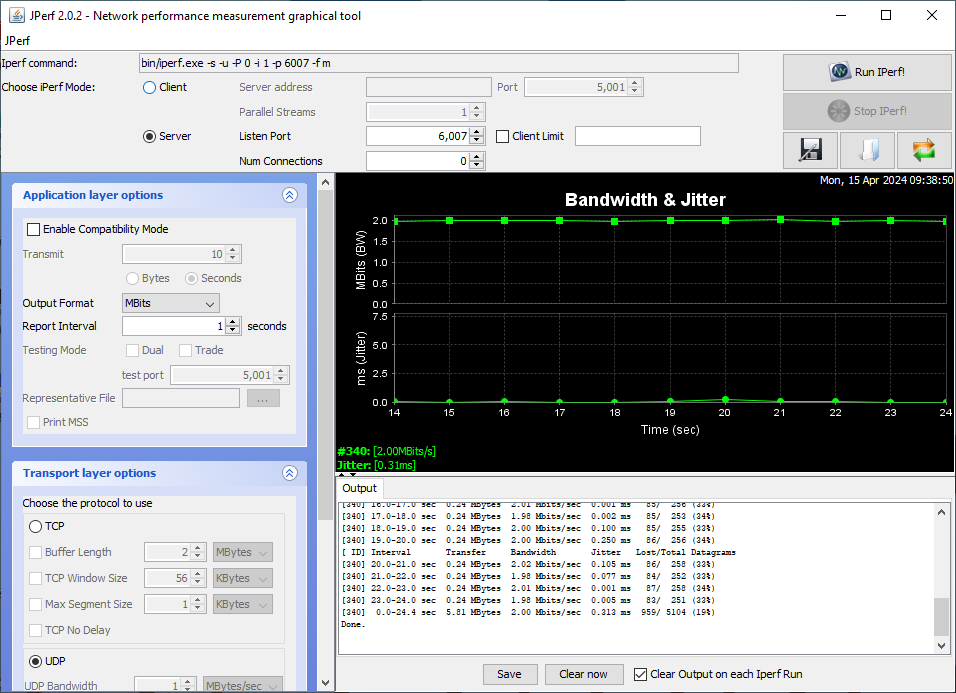 JPerf 2.0.2 - Network performance measurement graphical tool
JPerf
Iperf command:
bin/iperf.exe -s -u -P 0 -i 1 -p 6007 -f m
Choose iPerf Mode:
Client
Server address
Port
5,001
Parallel Streams
1
Server
Listen Port
6,007
Client Limit
Num Connections
0
Run IPerf!
Stop IPerf!
Application layer options
Enable Compatibility Mode
Transmit
10
Bytes
Seconds
Output Format
MBits
Report Interval
1
seconds
Testing Mode
Dual
Trade
test port
5,001
Representative File
...
Print MSS
Transport layer options
Choose the protocol to use
TCP
Buffer Length
2
MBytes
TCP Window Size
56
KBytes
Max Segment Size
1
KBytes
TCP No Delay
UDP
UDP Bandwidth
1
MBytes/sec
Mon, 15 Apr 2024 09:38:50
Bandwidth & Jitter
MBits (BW)
2.0
1.5
1.0
0.5
0.0
ms (Jitter)
7.5
5.0
2.5
0.0
14 15 16 17 18 19 20 21 22 23 24
Time (sec)
#340: [2.00MBits/s]
Jitter: [0.31ms]
Output
[340] 16.0-17.0 sec 0.24 MBytes 2.01 Mbits/sec 0.001 ms 85/ 256 (33%)
[340] 17.0-18.0 sec 0.24 MBytes 1.98 Mbits/sec 0.002 ms 85/ 253 (34%)
[340] 18.0-19.0 sec 0.24 MBytes 2.00 Mbits/sec 0.100 ms 85/ 255 (33%)
[340] 19.0-20.0 sec 0.24 MBytes 2.00 Mbits/sec 0.250 ms 86/ 256 (34%)
[ ID] Interval Transfer Bandwidth Jitter Lost/Total Datagrams
[340] 20.0-21.0 sec 0.24 MBytes 2.02 Mbits/sec 0.105 ms 86/ 258 (33%)
[340] 21.0-22.0 sec 0.24 MBytes 1.98 Mbits/sec 0.077 ms 84/ 252 (33%)
[340] 22.0-23.0 sec 0.24 MBytes 2.01 Mbits/sec 0.001 ms 87/ 258 (34%)
[340] 23.0-24.0 sec 0.24 MBytes 1.98 Mbits/sec 0.005 ms 83/ 251 (33%)
[340] 0.0-24.4 sec 5.81 MBytes 2.00 Mbits/sec 0.313 ms 959/ 5104 (19%)
Done.
Save
Clear now
Clear Output on each Iperf Run